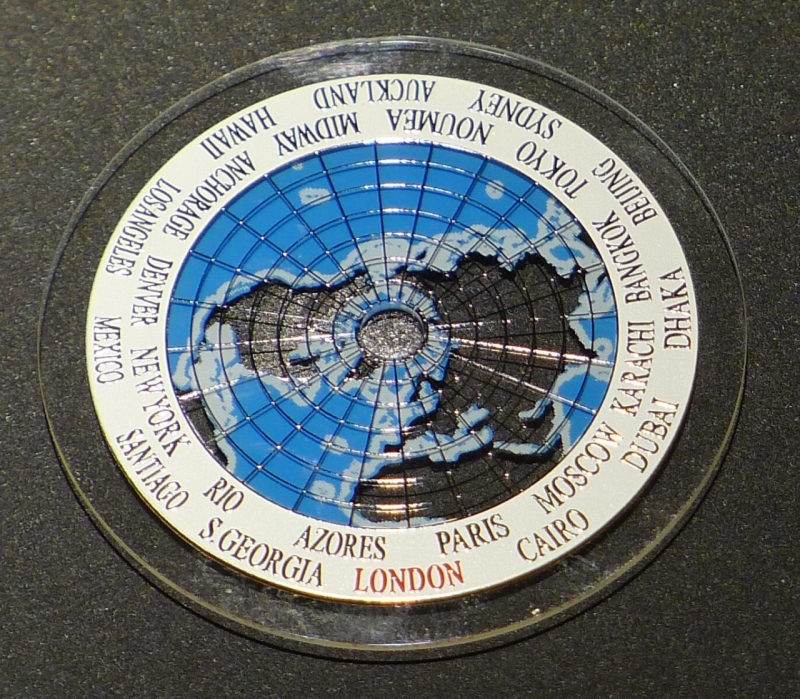 LONDON
PARIS
CAIRO
MOSCOW
DUBAI
KARACHI
DHAKA
BANGKOK
BEIJING
TOKYO
SYDNEY
NOUMEA
AUCKLAND
MIDWAY
HAWAII
ANCHORAGE
LOSANGELES
DENVER
MEXICO
NEW YORK
SANTIAGO
RIO
S.GEORGIA
AZORES